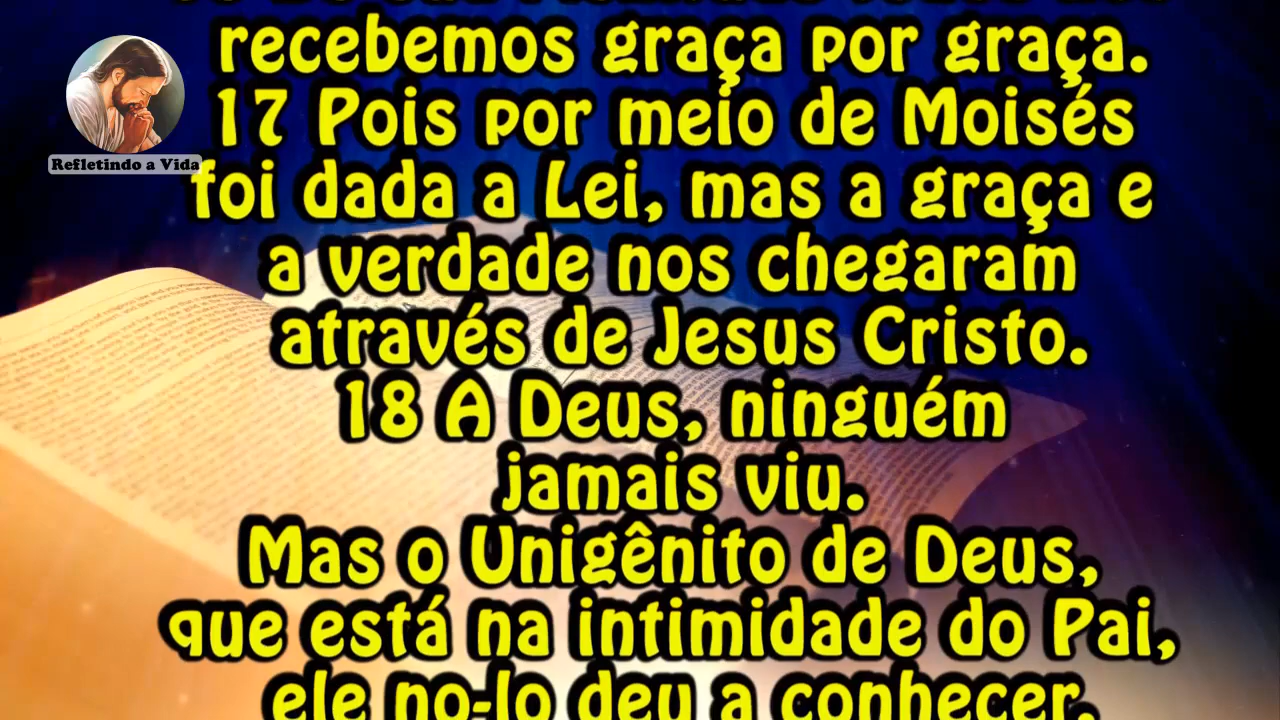 recebemos graça por graça.
17 Pois por meio de Moisés
foi dada a Lei, mas a graça e
a verdade nos chegaram
através de Jesus Cristo.
18 A Deus, ninguém
jamais viu.
Mas o Unigênito de Deus,
que está na intimidade do Pai,
ele no-lo deu a conhecer.
Refletindo a Vida